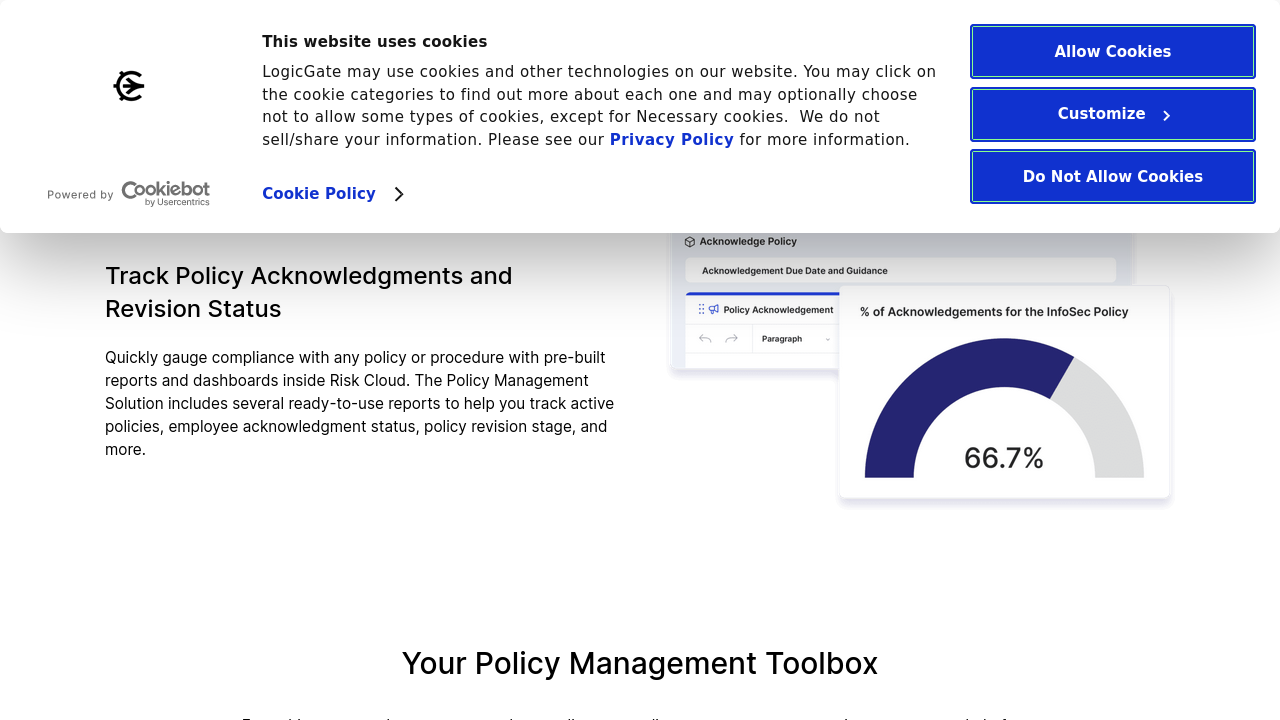 This website uses cookies
LogicGate may use cookies and other technologies on our website. You may click on
the cookie categories to find out more about each one and may optionally choose
not to allow some types of cookies, except for Necessary cookies.  We do not
sell/share your information. Please see our Privacy Policy for more information.
Cookie Policy
Powered by Cookiebot
by Usercentrics
Allow Cookies
Customize
Do Not Allow Cookies
Track Policy Acknowledgments and
Revision Status
Quickly gauge compliance with any policy or procedure with pre-built
reports and dashboards inside Risk Cloud. The Policy Management
Solution includes several ready-to-use reports to help you track active
policies, employee acknowledgment status, policy revision stage, and
more.
Acknowledge Policy
Acknowledgement Due Date and Guidance
Policy Acknowledgement
Paragraph
% of Acknowledgements for the InfoSec Policy
66.7%
Your Policy Management Toolbox